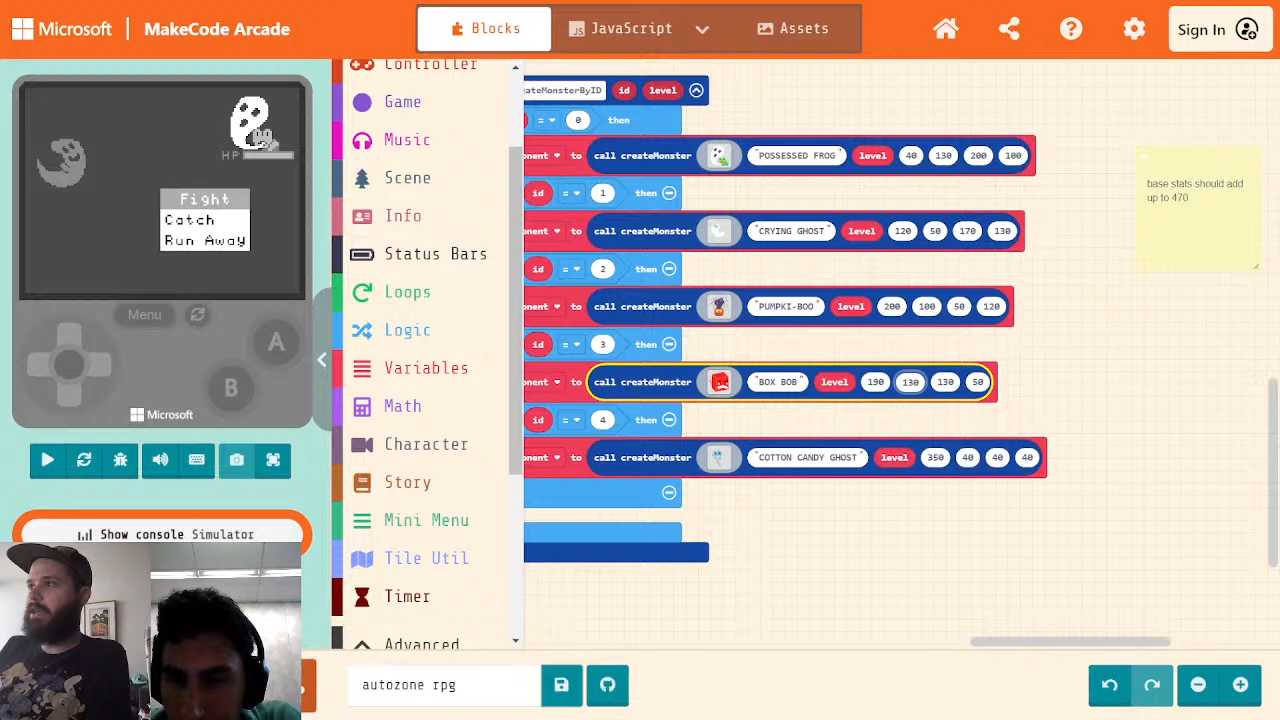 Microsoft | MakeCode Arcade
Blocks
JavaScript
Assets
Sign In
HP
Fight
Catch
Run Away
Menu
A
B
Microsoft
Show console Simulator
Controller
Game
Music
Scene
Info
Status Bars
Loops
Logic
Variables
Math
Character
Story
Mini Menu
Tile Util
Timer
Advanced
eateMonsterByID id level
= 0 then
onent to call createMonster "POSSESSED FROG" level 40 130 200 100
id = 1 then
onent to call createMonster "CRYING GHOST" level 120 50 170 130
id = 2 then
onent to call createMonster "PUMPKI-BOO" level 200 100 50 120
id = 3 then
onent to call createMonster "BOX BOB" level 190 130 130 50
id = 4 then
onent to call createMonster "COTTON CANDY GHOST" level 350 40 40 40
base stats should add
up to 470
autozone rpg